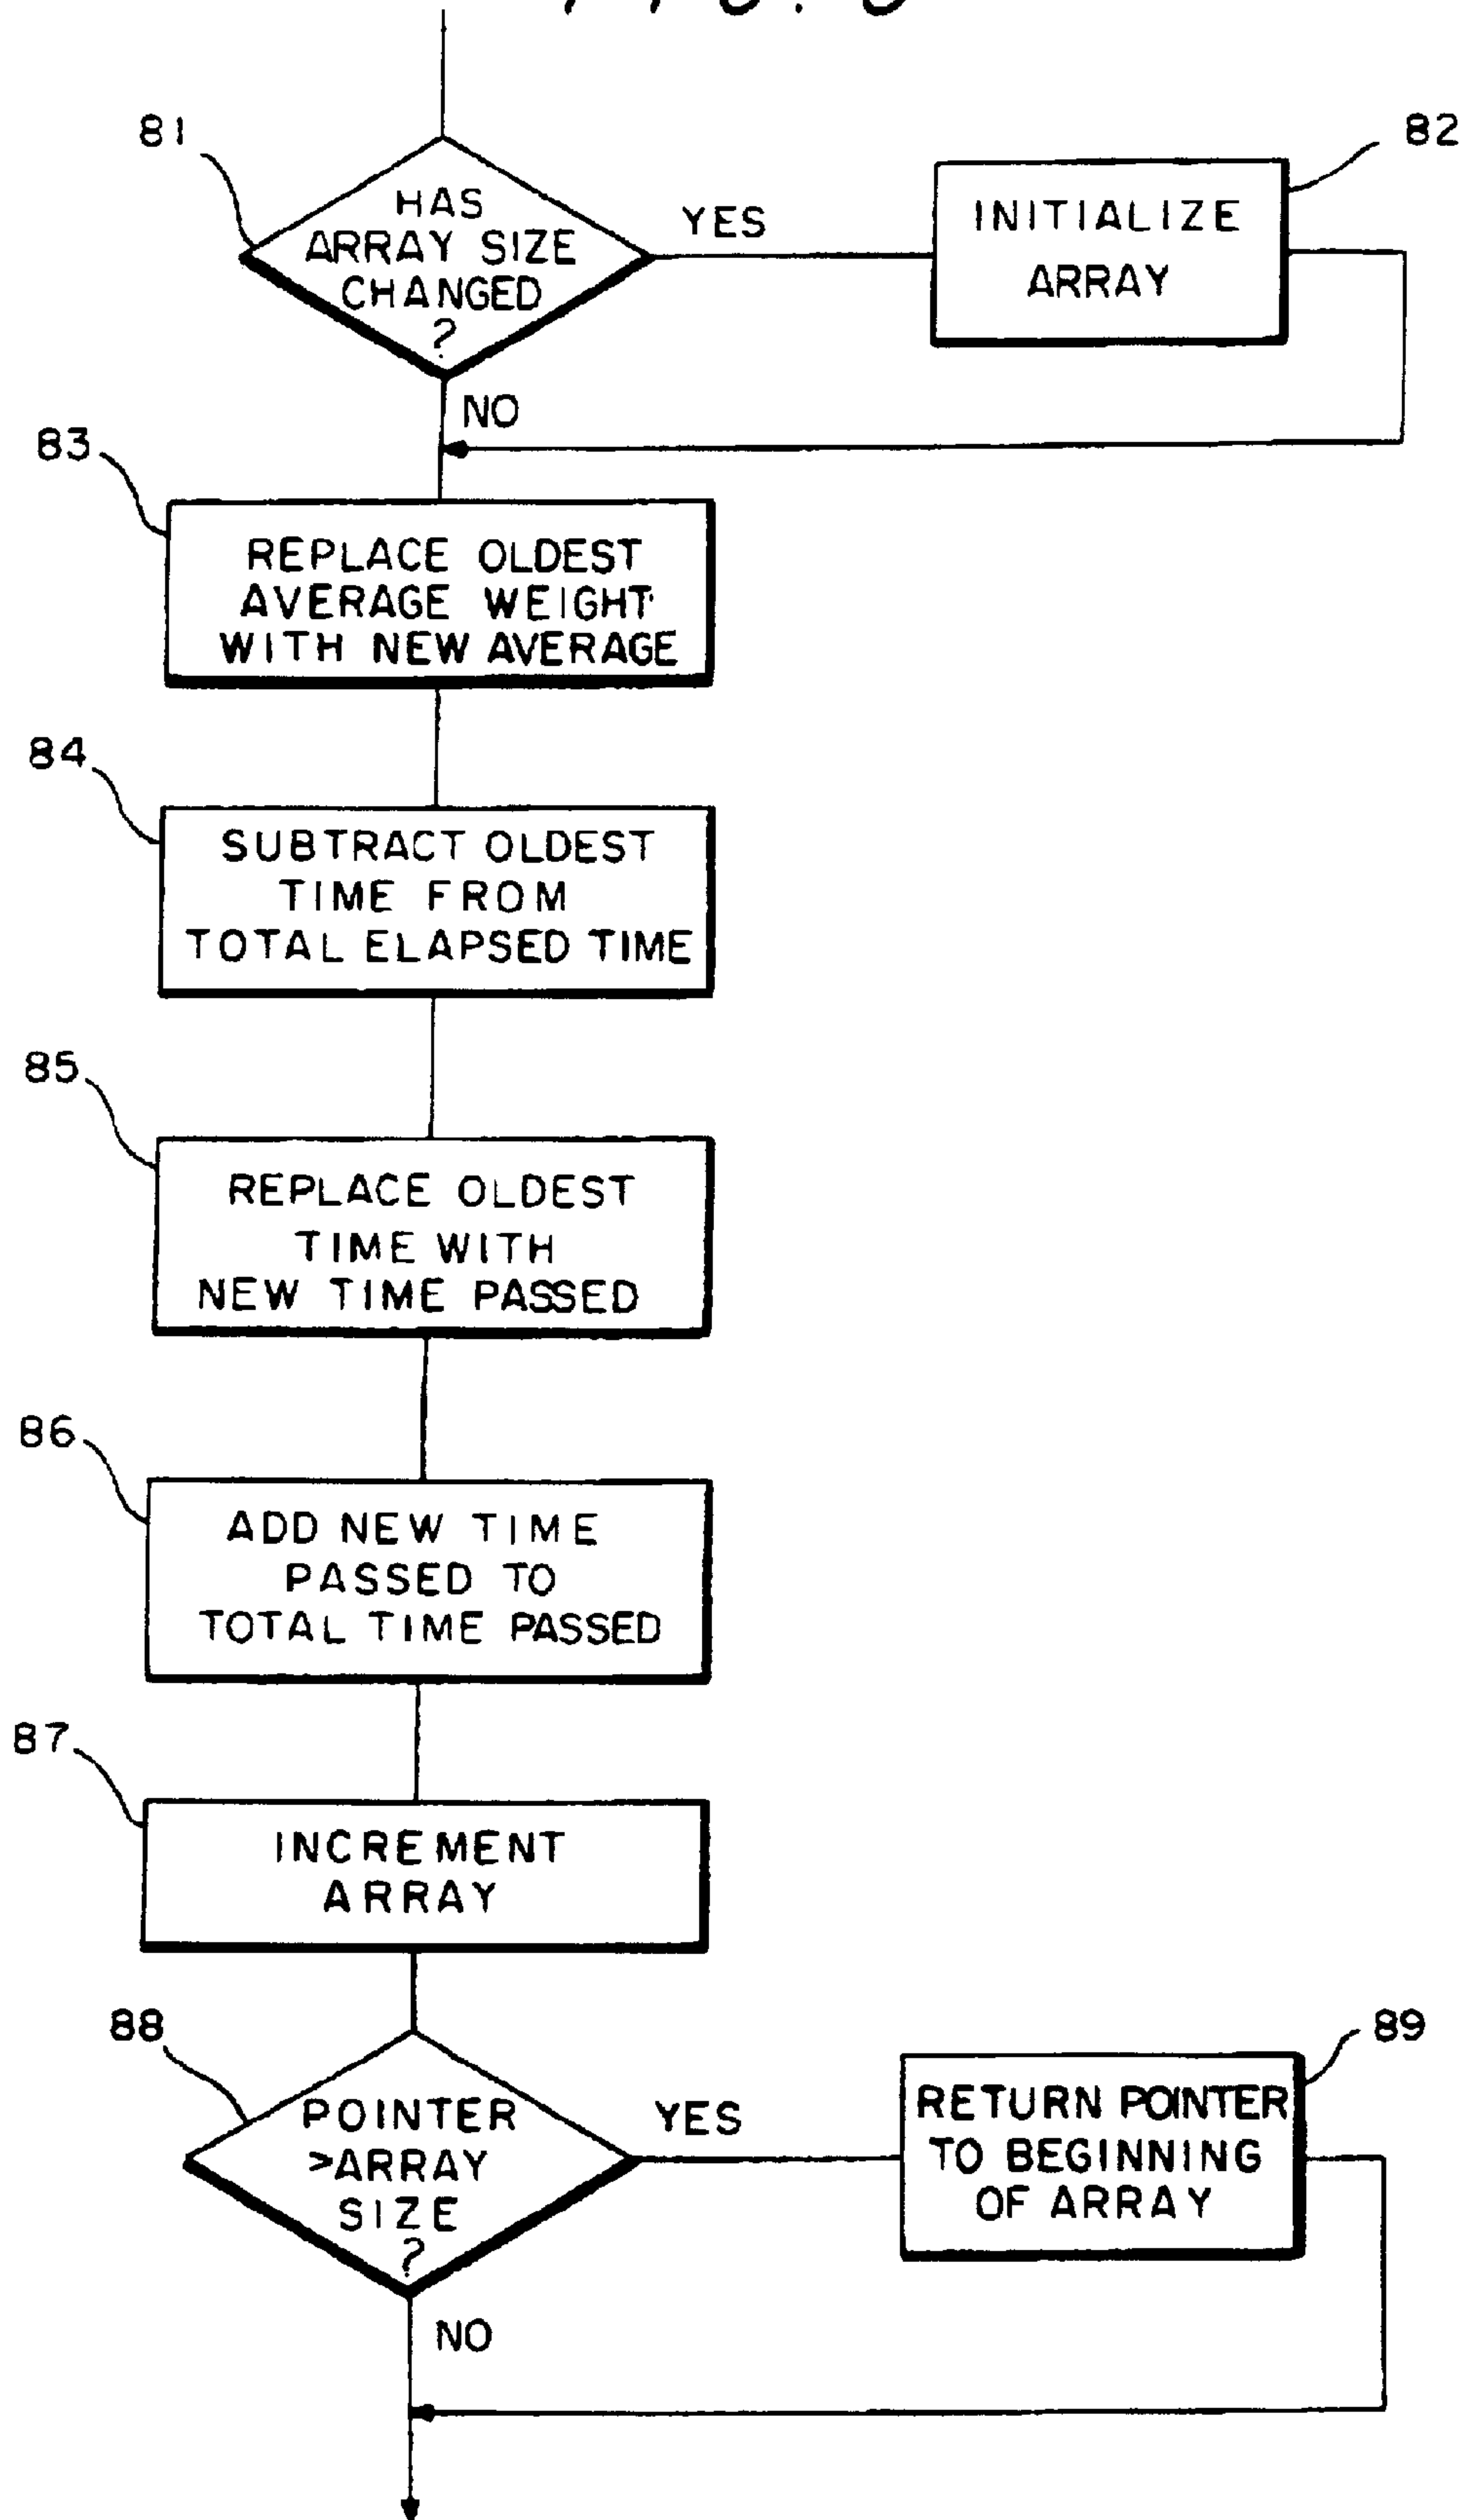 81
HAS
ARRAY SIZE
CHANGED
?
YES
82
INITIALIZE
ARRAY
NO
83
REPLACE OLDEST
AVERAGE WEIGHT
WITH NEW AVERAGE
84
SUBTRACT OLDEST
TIME FROM
TOTAL ELAPSED TIME
85
REPLACE OLDEST
TIME WITH
NEW TIME PASSED
86
ADD NEW TIME
PASSED TO
TOTAL TIME PASSED
87
INCREMENT
ARRAY
88
POINTER
>ARRAY
SIZE
?
YES
89
RETURN POINTER
TO BEGINNING
OF ARRAY
NO